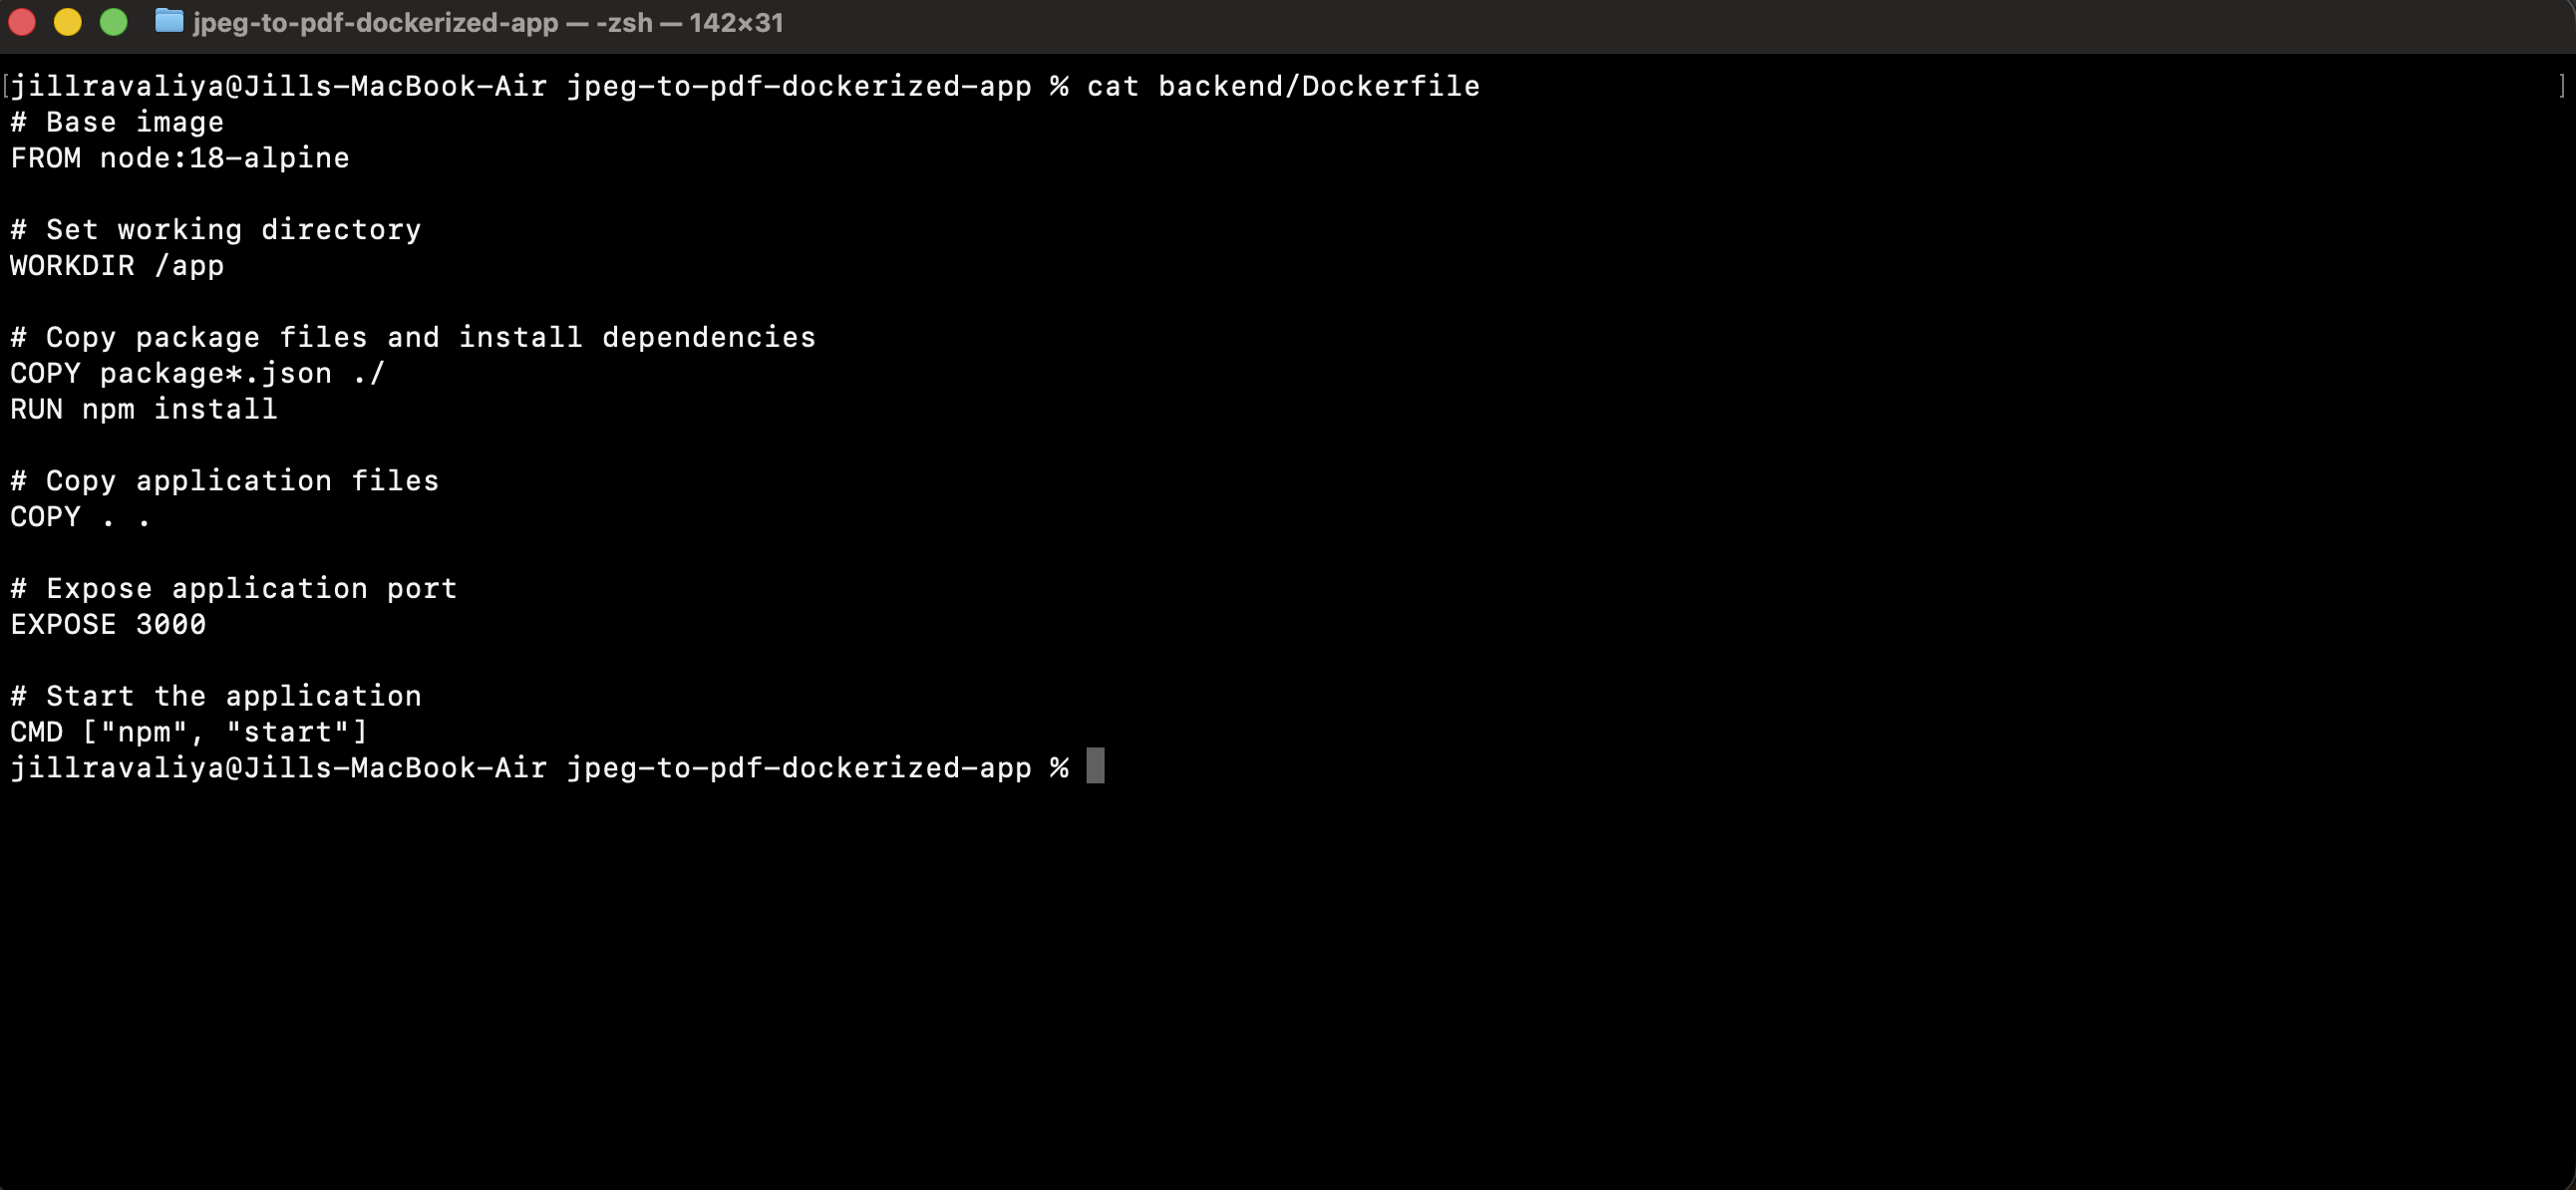 jpeg-to-pdf-dockerized-app — -zsh — 142×31
[jillravaliya@Jills-MacBook-Air jpeg-to-pdf-dockerized-app % cat backend/Dockerfile ]
# Base image
FROM node:18-alpine
# Set working directory
WORKDIR /app
# Copy package files and install dependencies
COPY package*.json ./
RUN npm install
# Copy application files
COPY . .
# Expose application port
EXPOSE 3000
# Start the application
CMD ["npm", "start"]
jillravaliya@Jills-MacBook-Air jpeg-to-pdf-dockerized-app %